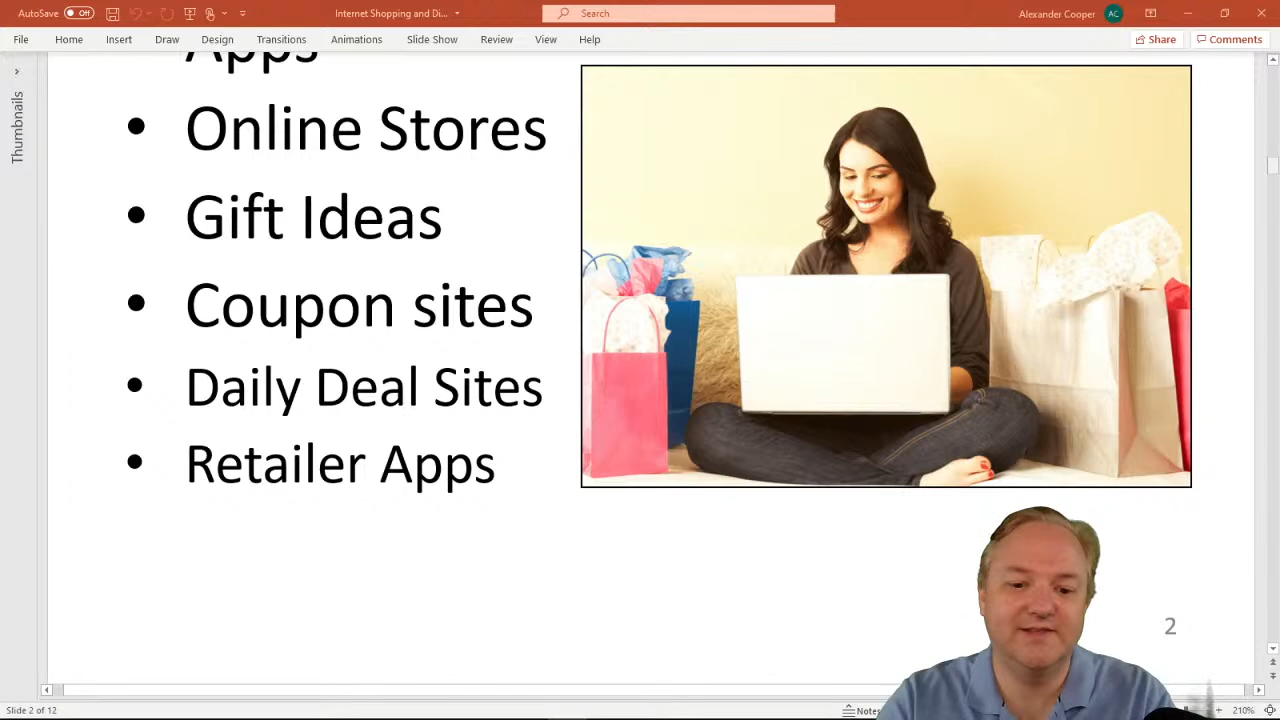 AutoSave Off Internet Shopping and Di... Search Alexander Cooper AC
File Home Insert Draw Design Transitions Animations Slide Show Review View Help Share Comments
Thumbnails
Apps
• Online Stores
• Gift Ideas
• Coupon sites
• Daily Deal Sites
• Retailer Apps
2
Slide 2 of 12 Notes 210%